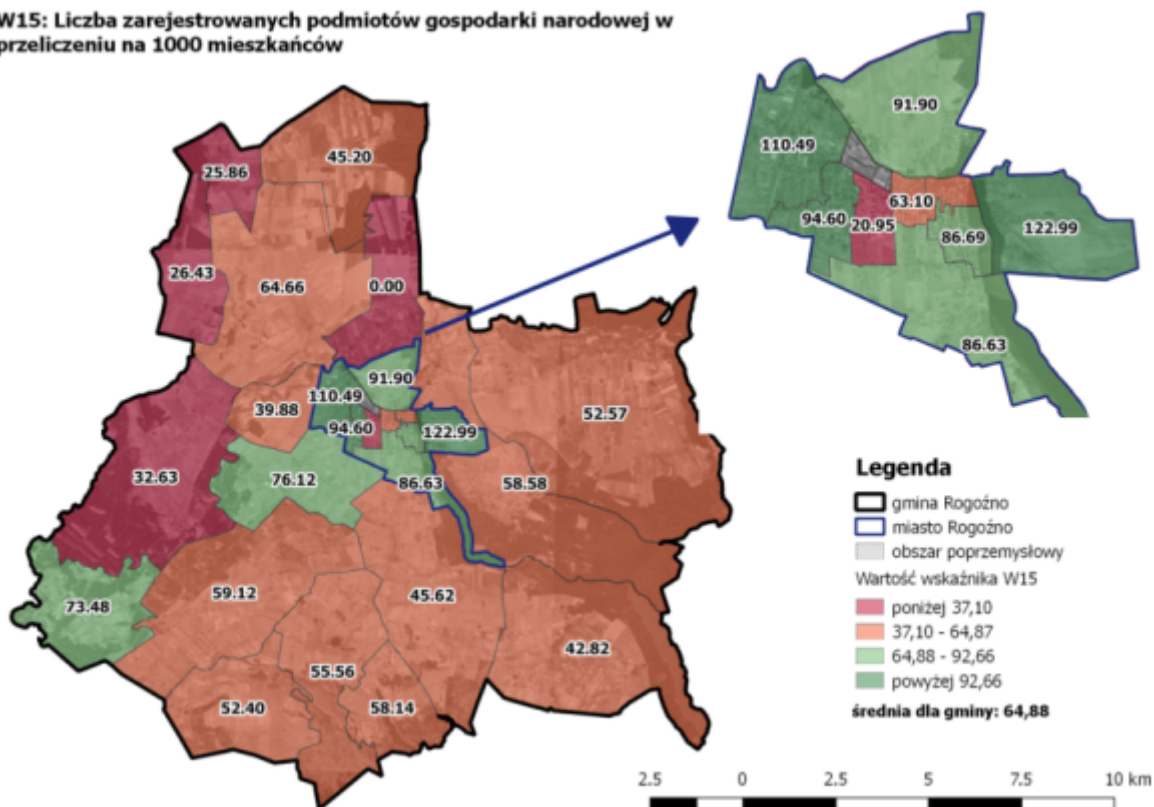 W15: Liczba zarejestrowanych podmiotów gospodarki narodowej w
przeliczeniu na 1000 mieszkańców
91.90
110.49
63.10
94.60
20.95
86.69
122.99
86.63
45.20
25.86
26.43
64.66
0.00
91.90
110.49
39.88
94.60
122.99
52.57
32.63
76.12
86.63
58.58
73.48
59.12
45.62
42.82
55.56
52.40
58.14
Legenda
gmina Rogoźno
miasto Rogoźno
obszar poprzemysłowy
Wartość wskaźnika W15
poniżej 37,10
37,10 - 64,87
64,88 - 92,66
powyżej 92,66
średnia dla gminy: 64,88
2.5 0 2.5 5 7.5 10 km